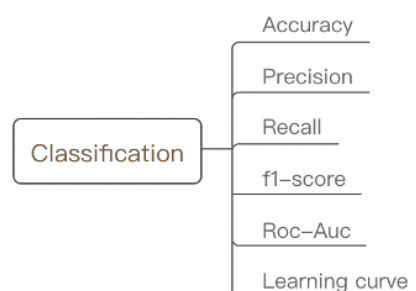 Accuracy
Precision
Recall
Classification
f1–score
Roc–Auc
Learning curve